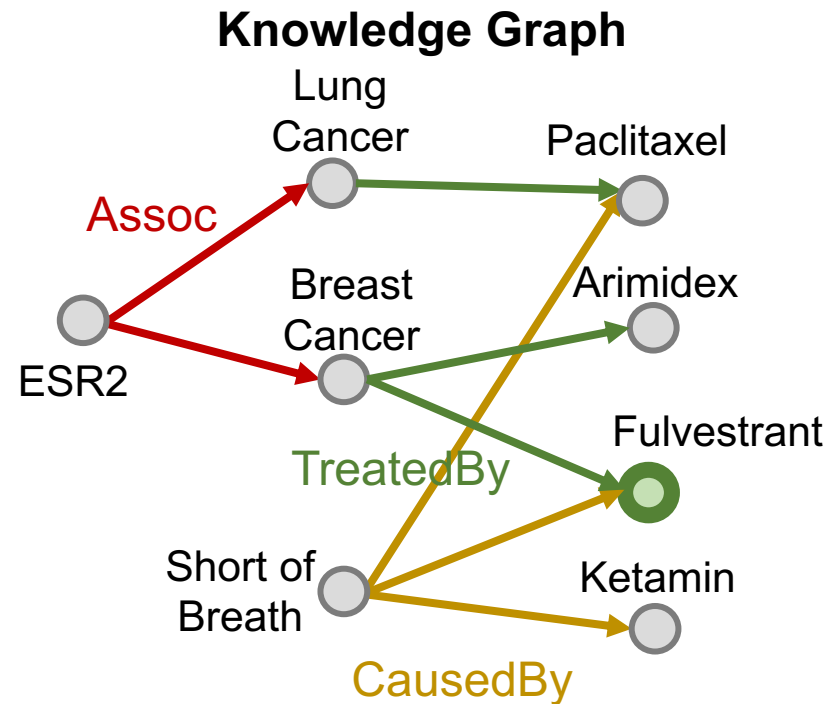 Knowledge Graph
Lung
Cancer
Paclitaxel
Assoc
Breast
Cancer
Arimidex
ESR2
Fulvestrant
TreatedBy
Short of
Breath
Ketamin
CausedBy